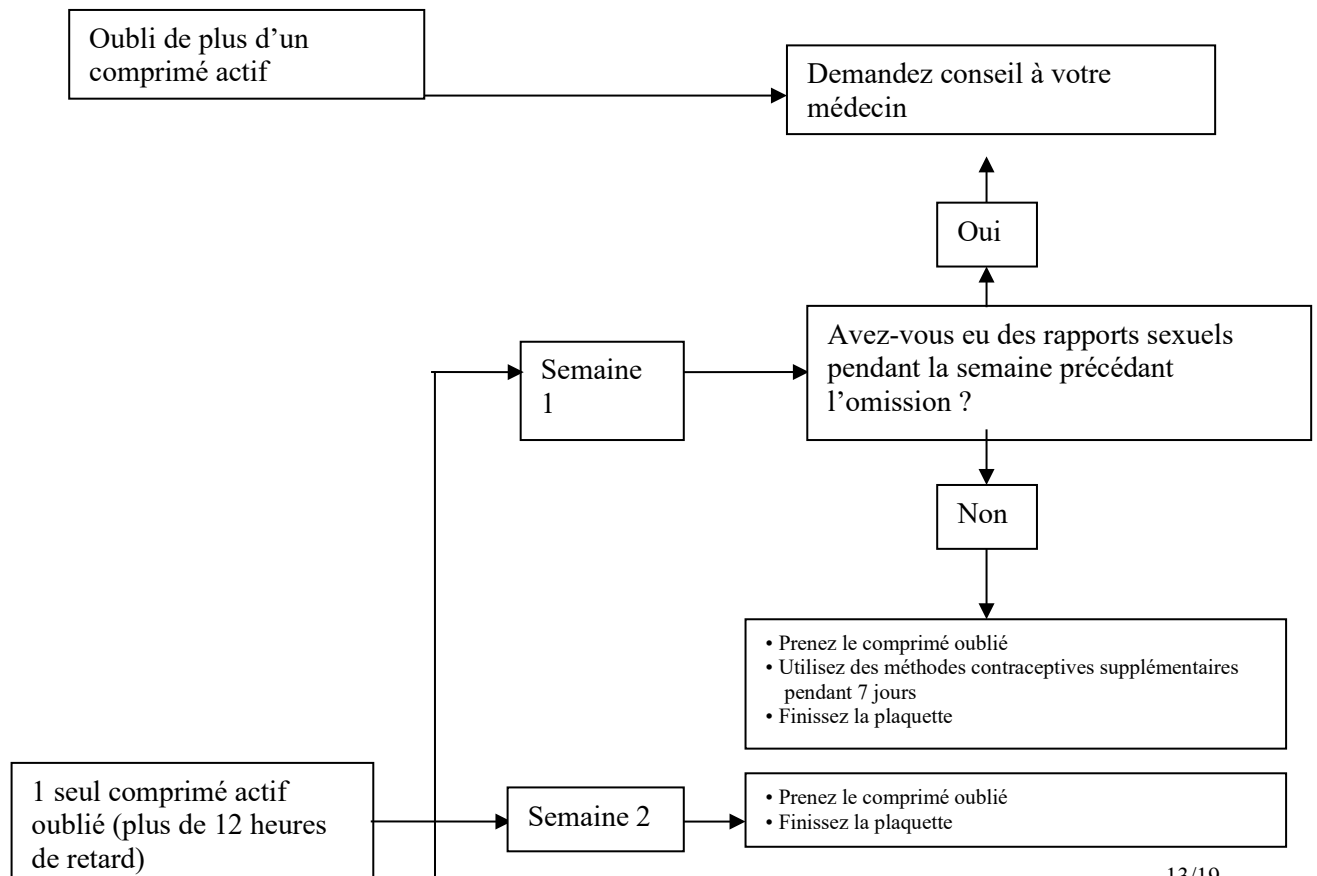 Oubli de plus d’un
comprimé actif
Demandez conseil à votre
médecin
Oui
Avez-vous eu des rapports sexuels
pendant la semaine précédant
l’omission ?
Semaine
1
Non
• Prenez le comprimé oublié
• Utilisez des méthodes contraceptives supplémentaires
pendant 7 jours
• Finissez la plaquette
1 seul comprimé actif
oublié (plus de 12 heures
de retard)
Semaine 2
• Prenez le comprimé oublié
• Finissez la plaquette
13/19